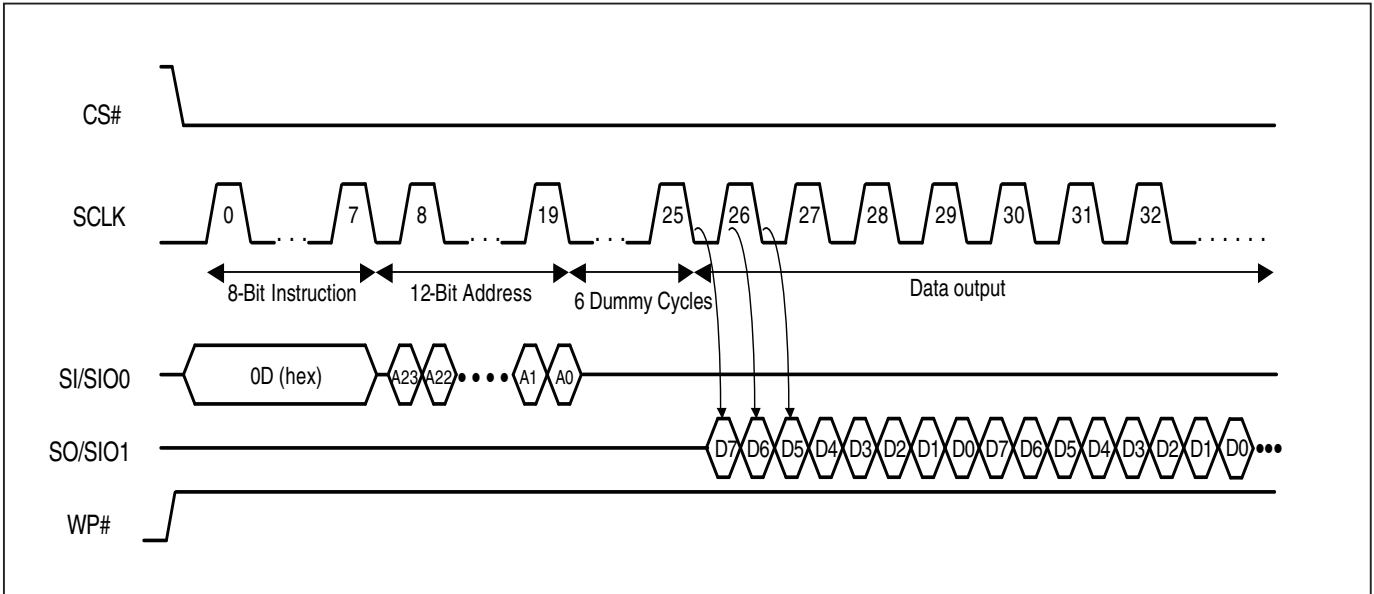 CS#
SCLK
0 ... 7 8 ... 19 ... 25 26 27 28 29 30 31 32 ......
8-Bit Instruction
12-Bit Address
6 Dummy Cycles
Data output
SI/SIO0
0D (hex)
A23 A22 •••• A1 A0
SO/SIO1
D7 D6 D5 D4 D3 D2 D1 D0 D7 D6 D5 D4 D3 D2 D1 D0 •••
WP#